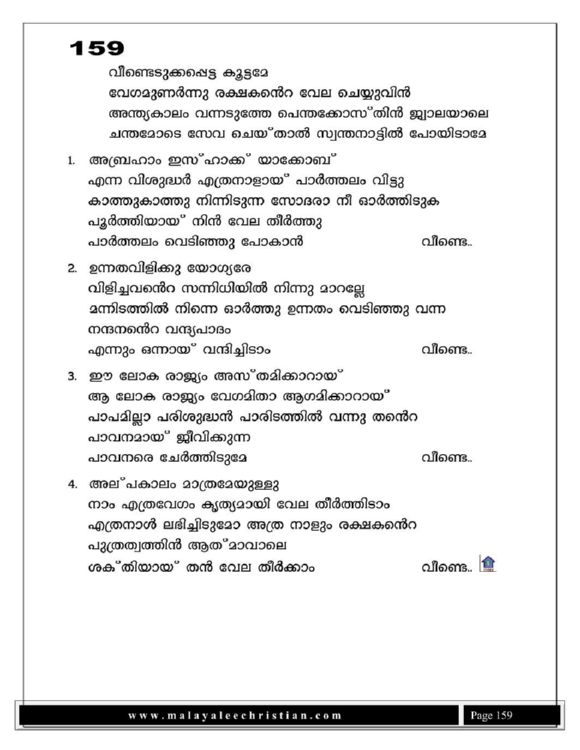 159
വീണ്ടെടുക്കപ്പെട്ട കൂട്ടമേ
വേഗമുണർന്നു രക്ഷകൻെറ വേല ചെയ്യുവിൻ
അന്ത്യകാലം വന്നടുത്തേ പെന്തക്കോസ്തിൻ ജ്വാലയാലെ
ചന്തമോടെ സേവ ചെയ്താൽ സ്വന്തനാട്ടിൽ പോയിടാമേ
1. അബ്രഹാം ഇസ്ഹാക്ക് യാക്കോബ്
എന്ന വിശുദ്ധർ എത്രനാളായ് പാർത്തലം വിട്ടു
കാത്തുകാത്തു നിന്നിടുന്ന സോദരാ നീ ഓർത്തിടുക
പൂർത്തിയായ് നിൻ വേല തീർത്തു
പാർത്തലം വെടിഞ്ഞു പോകാൻ വീണ്ടെ..
2. ഉന്നതവിളിക്കു യോഗ്യരേ
വിളിച്ചവൻെറ സന്നിധിയിൽ നിന്നു മാറല്ലേ
മന്നിടത്തിൽ നിന്നെ ഓർത്തു ഉന്നതം വെടിഞ്ഞു വന്ന
നന്ദനൻെറ വന്ദ്യപാദം
എന്നും ഒന്നായ് വന്ദിച്ചിടാം വീണ്ടെ..
3. ഈ ലോക രാജ്യം അസ്തമിക്കാറായ്
ആ ലോക രാജ്യം വേഗമിതാ ആഗമിക്കാറായ്
പാപമില്ലാ പരിശുദ്ധൻ പാരിടത്തിൽ വന്നു തൻെറ
പാവനമായ് ജീവിക്കുന്ന
പാവനരെ ചേർത്തിടുമേ വീണ്ടെ..
4. അല്പകാലം മാത്രമേയുള്ളു
നാം എത്രവേഗം കൃത്യമായി വേല തീർത്തിടാം
എത്രനാൾ ലഭിച്ചിടുമോ അത്ര നാളും രക്ഷകൻെറ
പുത്രത്വത്തിൻ ആത്മാവാലെ
ശക്തിയായ് തൻ വേല തീർക്കാം വീണ്ടെ..
www.malayaleechristian.com Page 159